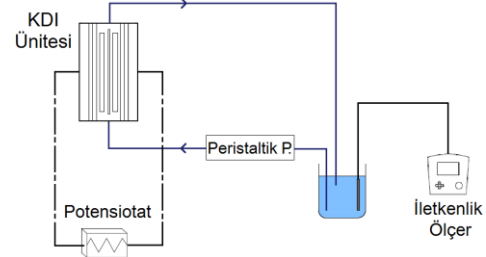 KDI
Ünitesi
Peristaltik P.
Potensiotat
İletkenlik
Ölçer